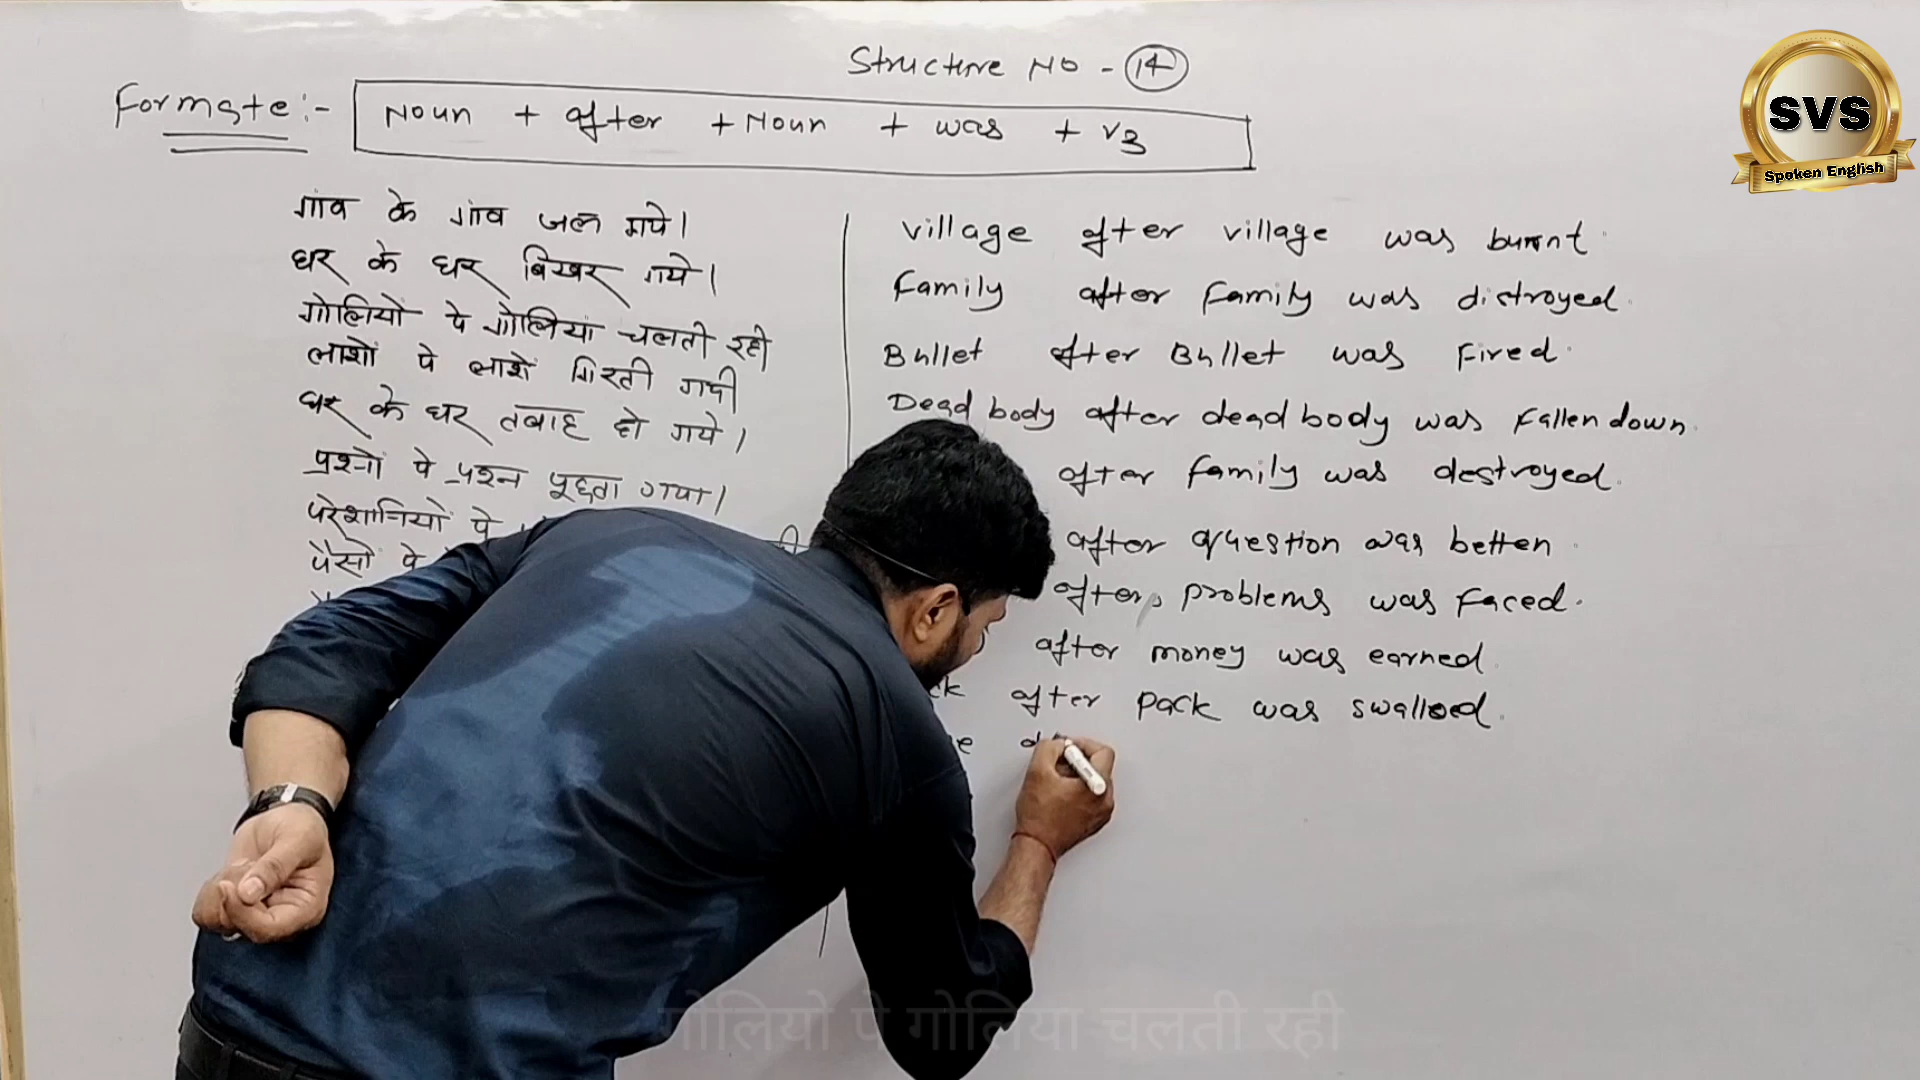 Structure No - 14
Formate :- Noun + after + Noun + was + V3
SVS
Spoken English
गांव के गांव जल गये।
घर के घर बिखर गये।
गोलियों पे गोलियां चलती रही
लाशों पे लाशें गिरती गयी
घर के घर तबाह हो गये।
प्रश्नों पे प्रश्न पूछता गया।
परेशानियों पे
पैसों पे
village after village was burnt.
Family after family was distroyed.
Bullet after Bullet was fired.
Dead body after dead body was fallen down.
after family was destroyed.
after question was betten.
after problems was faced.
after money was earned.
after pack was swalloed.
गोलियो पे गोलिया चलती रही